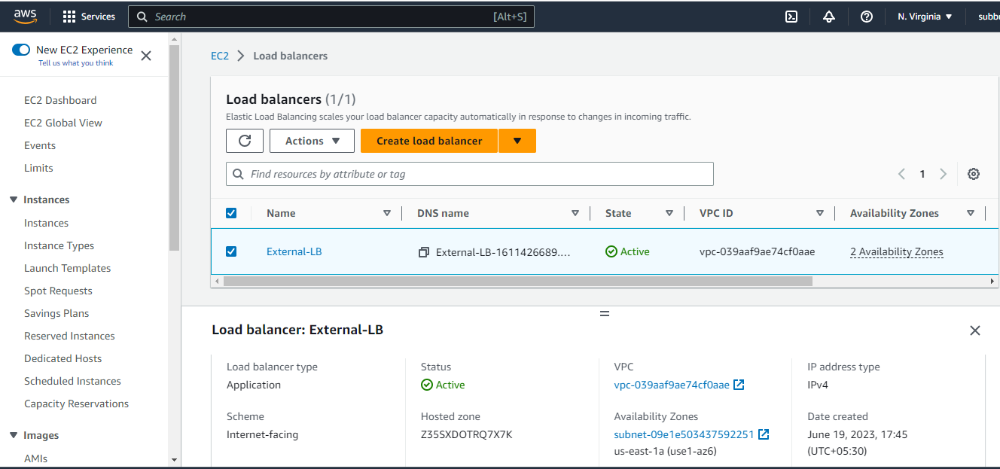 aws
Services
Search
[Alt+S]
N. Virginia
New EC2 Experience
Tell us what you think
EC2 Dashboard
EC2 Global View
Events
Limits
Instances
Instances
Instance Types
Launch Templates
Spot Requests
Savings Plans
Reserved Instances
Dedicated Hosts
Scheduled Instances
Capacity Reservations
Images
AMIs
EC2 > Load balancers
Load balancers (1/1)
Elastic Load Balancing scales your load balancer capacity automatically in response to changes in incoming traffic.
Actions
Create load balancer
Find resources by attribute or tag
1
Name DNS name State VPC ID Availability Zones
External-LB External-LB-1611426689.... Active vpc-039aaf9ae74cf0aae 2 Availability Zones
Load balancer: External-LB
Load balancer type
Application
Status
Active
VPC
vpc-039aaf9ae74cf0aae
IP address type
IPv4
Scheme
Internet-facing
Hosted zone
Z35SXDOTRQ7X7K
Availability Zones
subnet-09e1e503437592251
us-east-1a (use1-az6)
Date created
June 19, 2023, 17:45
(UTC+05:30)